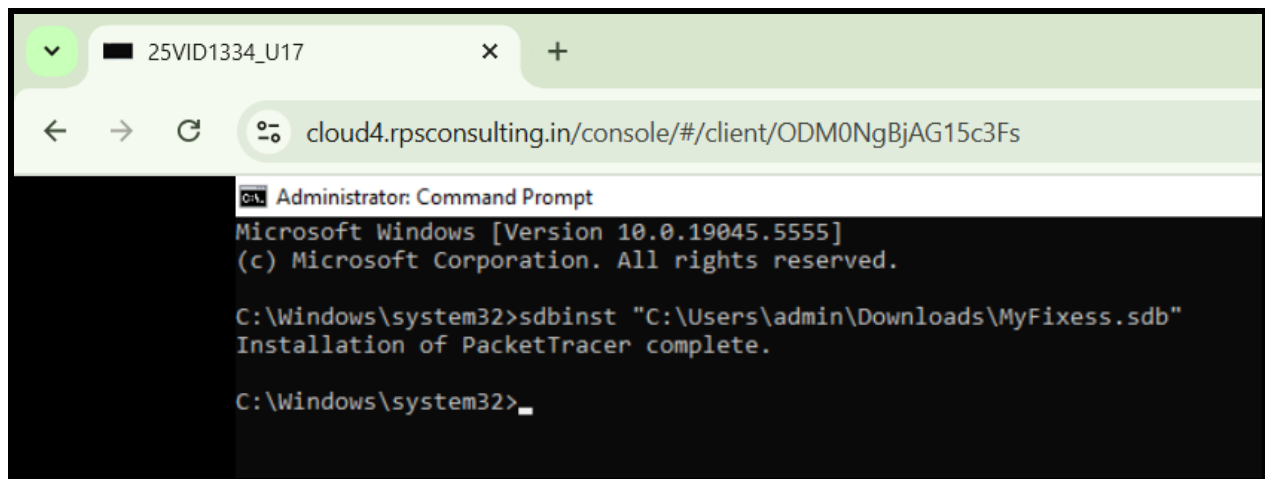 25VID1334_U17
cloud4.rpsconsulting.in/console/#/client/ODM0NgBjAG15c3Fs
Administrator: Command Prompt
Microsoft Windows [Version 10.0.19045.5555]
(c) Microsoft Corporation. All rights reserved.
C:\Windows\system32>sdbinst "C:\Users\admin\Downloads\MyFixess.sdb"
Installation of PacketTracer complete.
C:\Windows\system32>